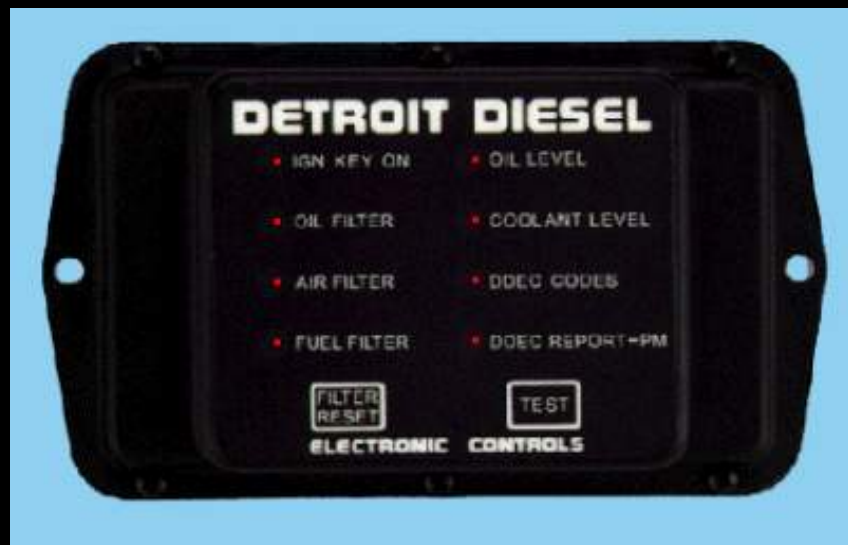 DETROIT DIESEL
IGN KEY ON
OIL LEVEL
OIL FILTER
COOLANT LEVEL
AIR FILTER
DDEC CODES
FUEL FILTER
DDEC REPORT-PM
FILTER
RESET
TEST
ELECTRONIC CONTROLS